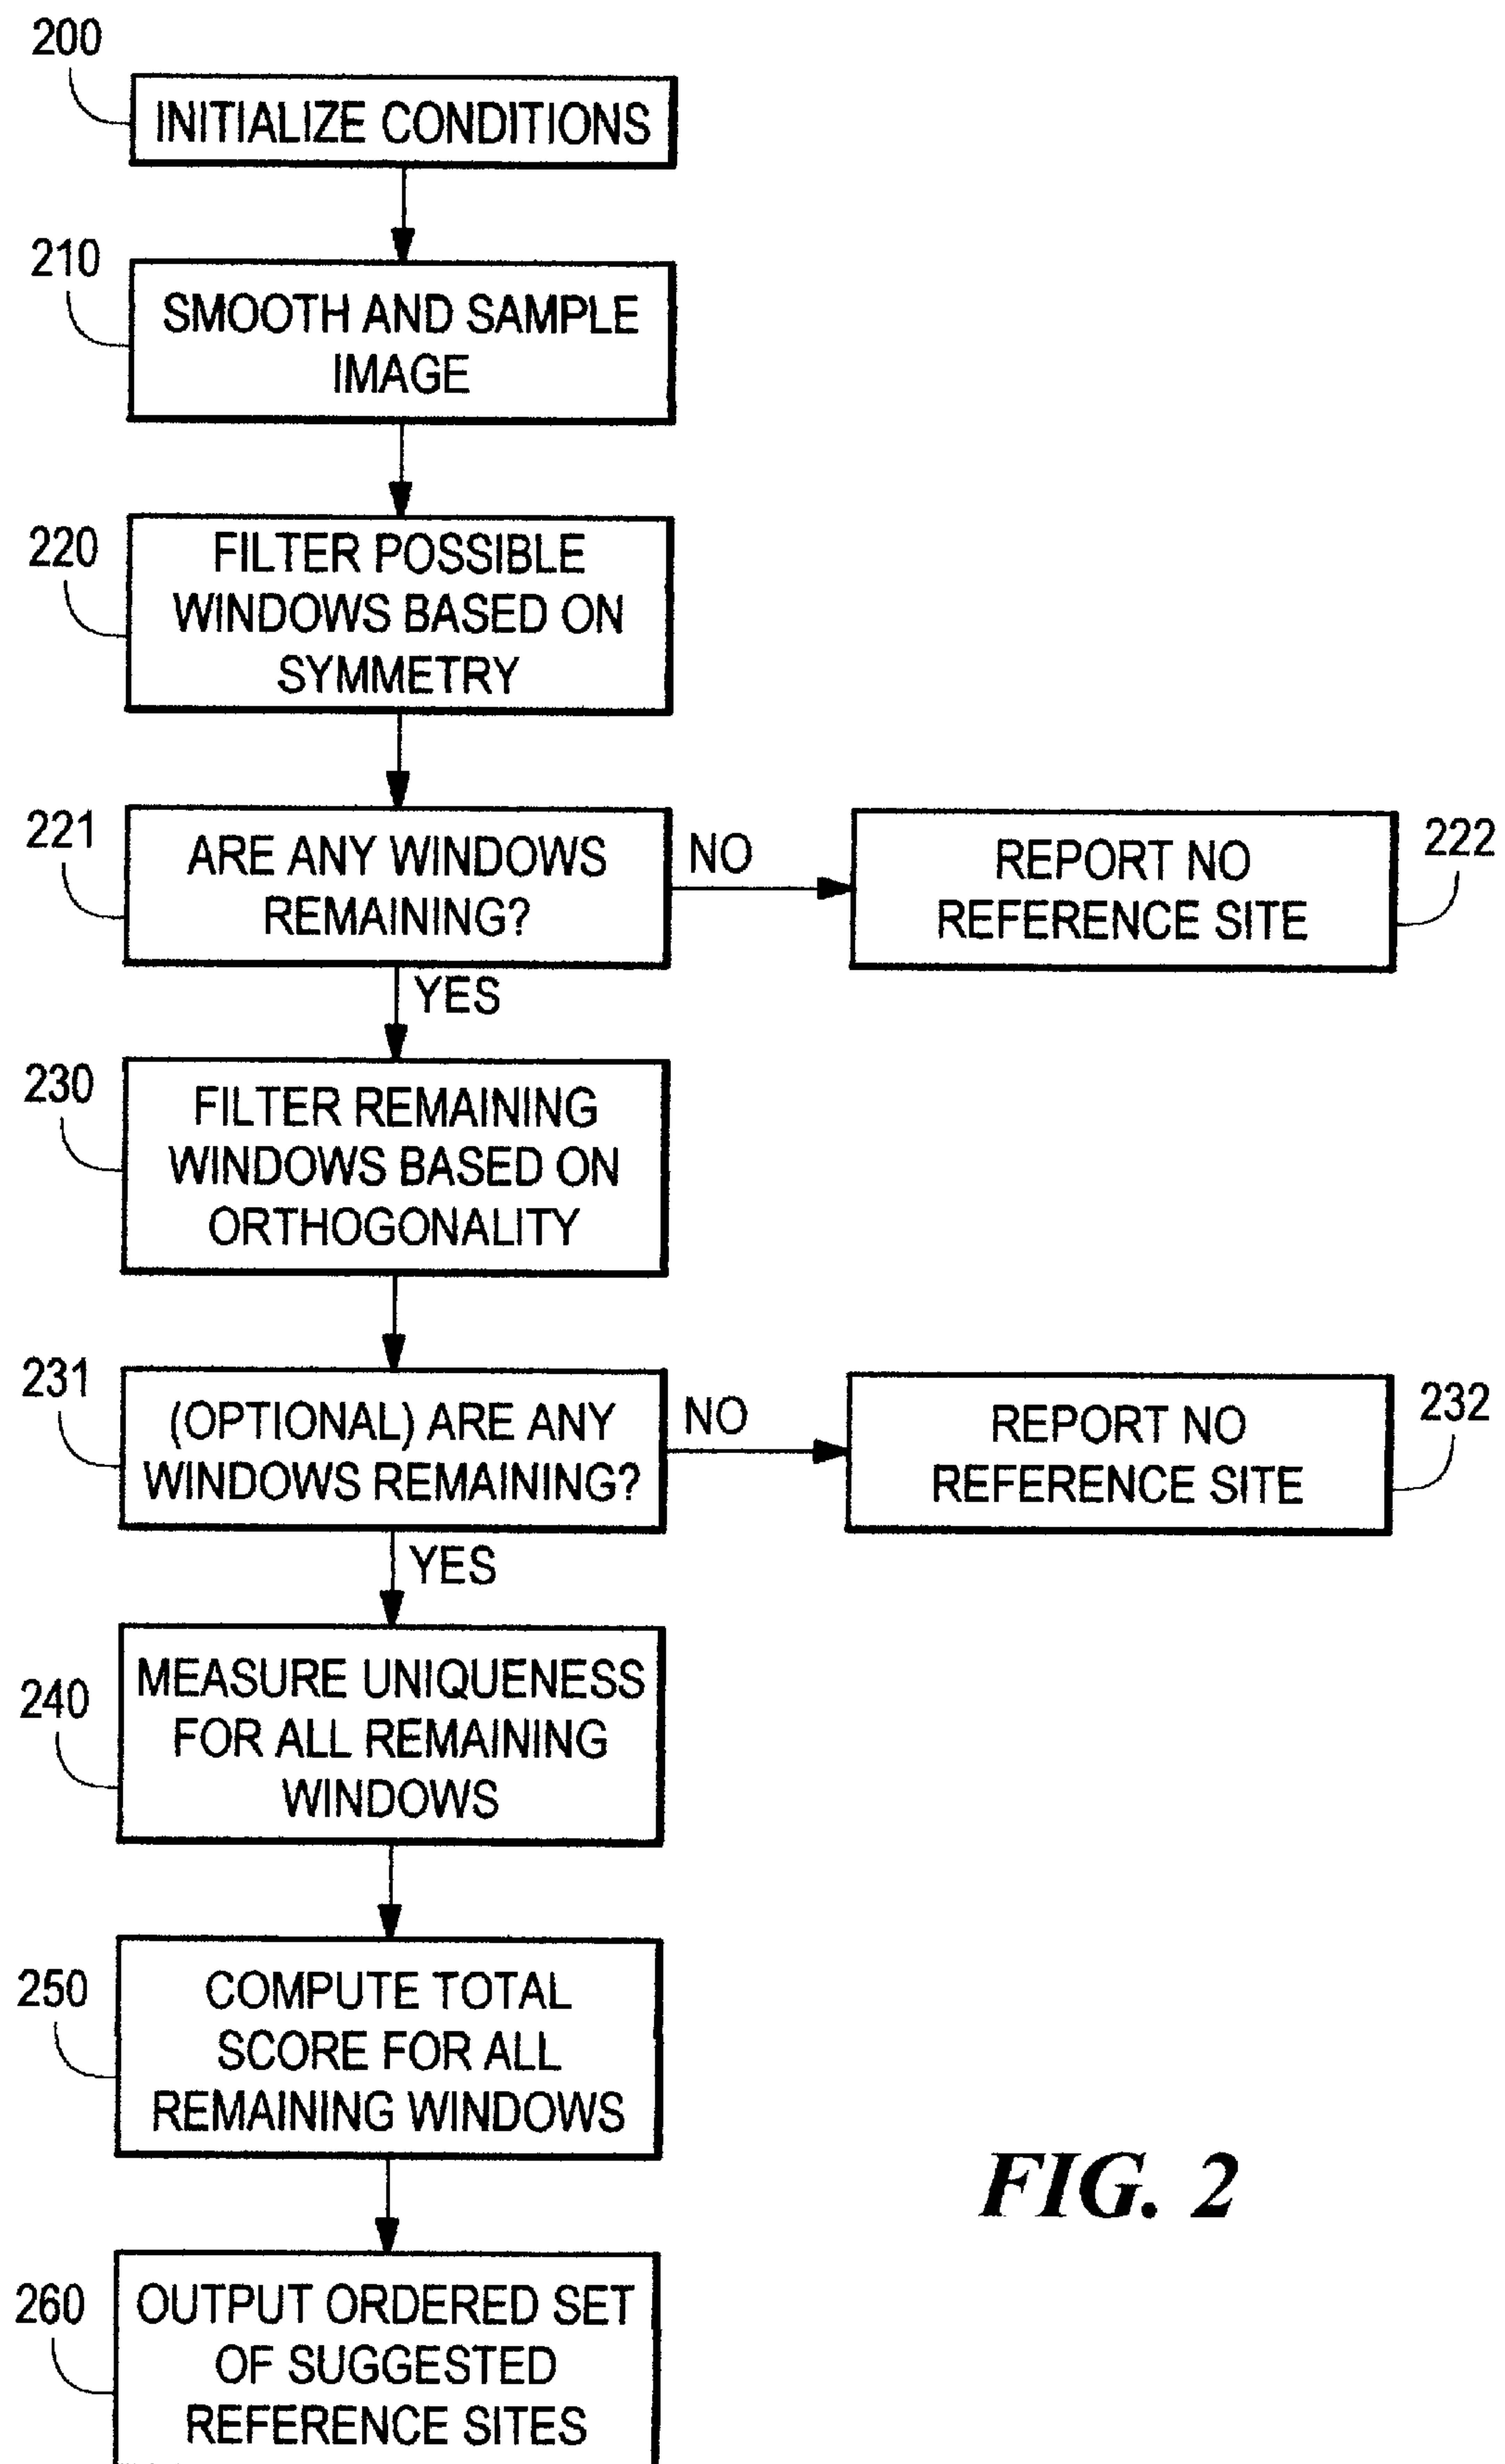 200
INITIALIZE CONDITIONS
210
SMOOTH AND SAMPLE
IMAGE
220
FILTER POSSIBLE
WINDOWS BASED ON
SYMMETRY
221
ARE ANY WINDOWS
REMAINING?
NO
REPORT NO
REFERENCE SITE
222
YES
230
FILTER REMAINING
WINDOWS BASED ON
ORTHOGONALITY
231
(OPTIONAL) ARE ANY
WINDOWS REMAINING?
NO
REPORT NO
REFERENCE SITE
232
YES
240
MEASURE UNIQUENESS
FOR ALL REMAINING
WINDOWS
250
COMPUTE TOTAL
SCORE FOR ALL
REMAINING WINDOWS
FIG. 2
260
OUTPUT ORDERED SET
OF SUGGESTED
REFERENCE SITES